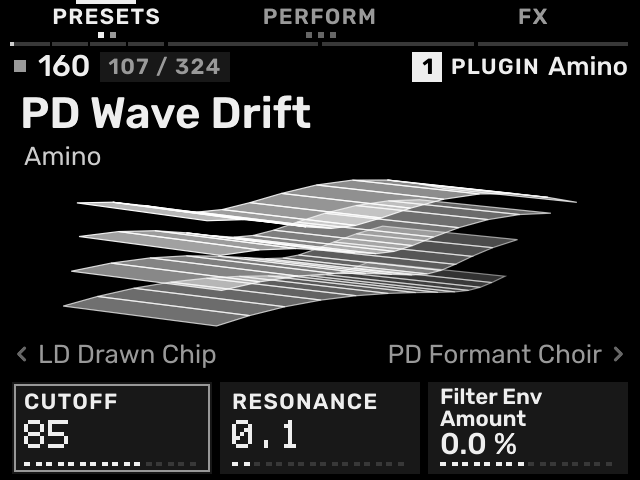 PRESETS PERFORM FX
160 107 / 324 1 PLUGIN Amino
PD Wave Drift
Amino
‹ LD Drawn Chip PD Formant Choir ›
CUTOFF
85
RESONANCE
0.1
Filter Env
Amount
0.0 %